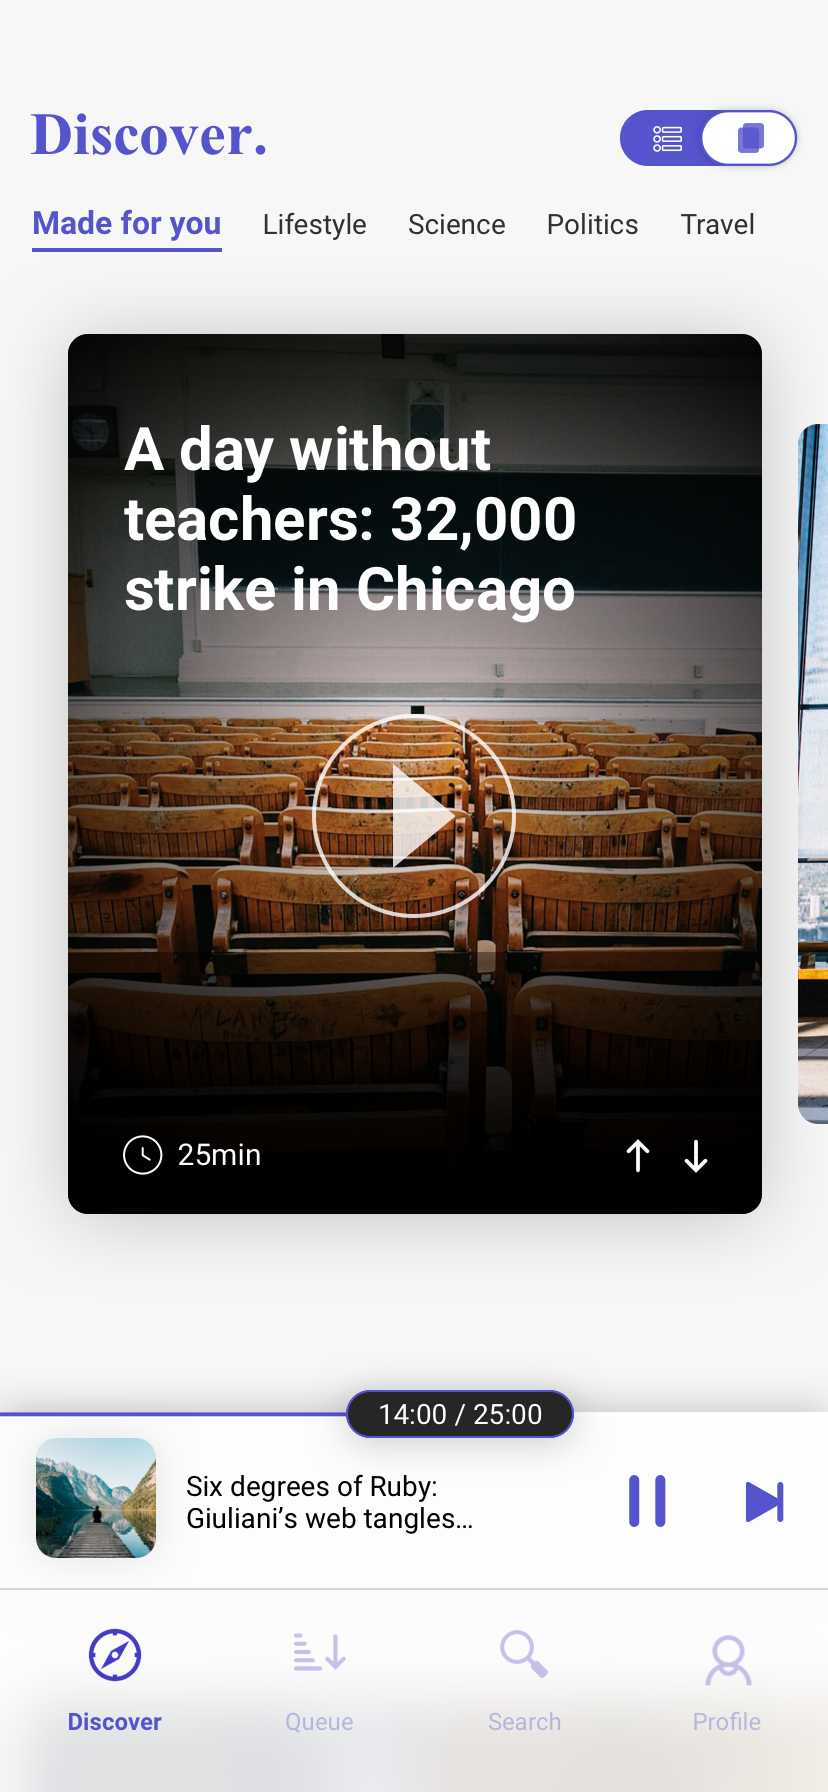 Discover.
Made for you Lifestyle Science Politics Travel
A day without
teachers: 32,000
strike in Chicago
25min
14:00 / 25:00
Six degrees of Ruby:
Giuliani’s web tangles...
Discover Queue Search Profile